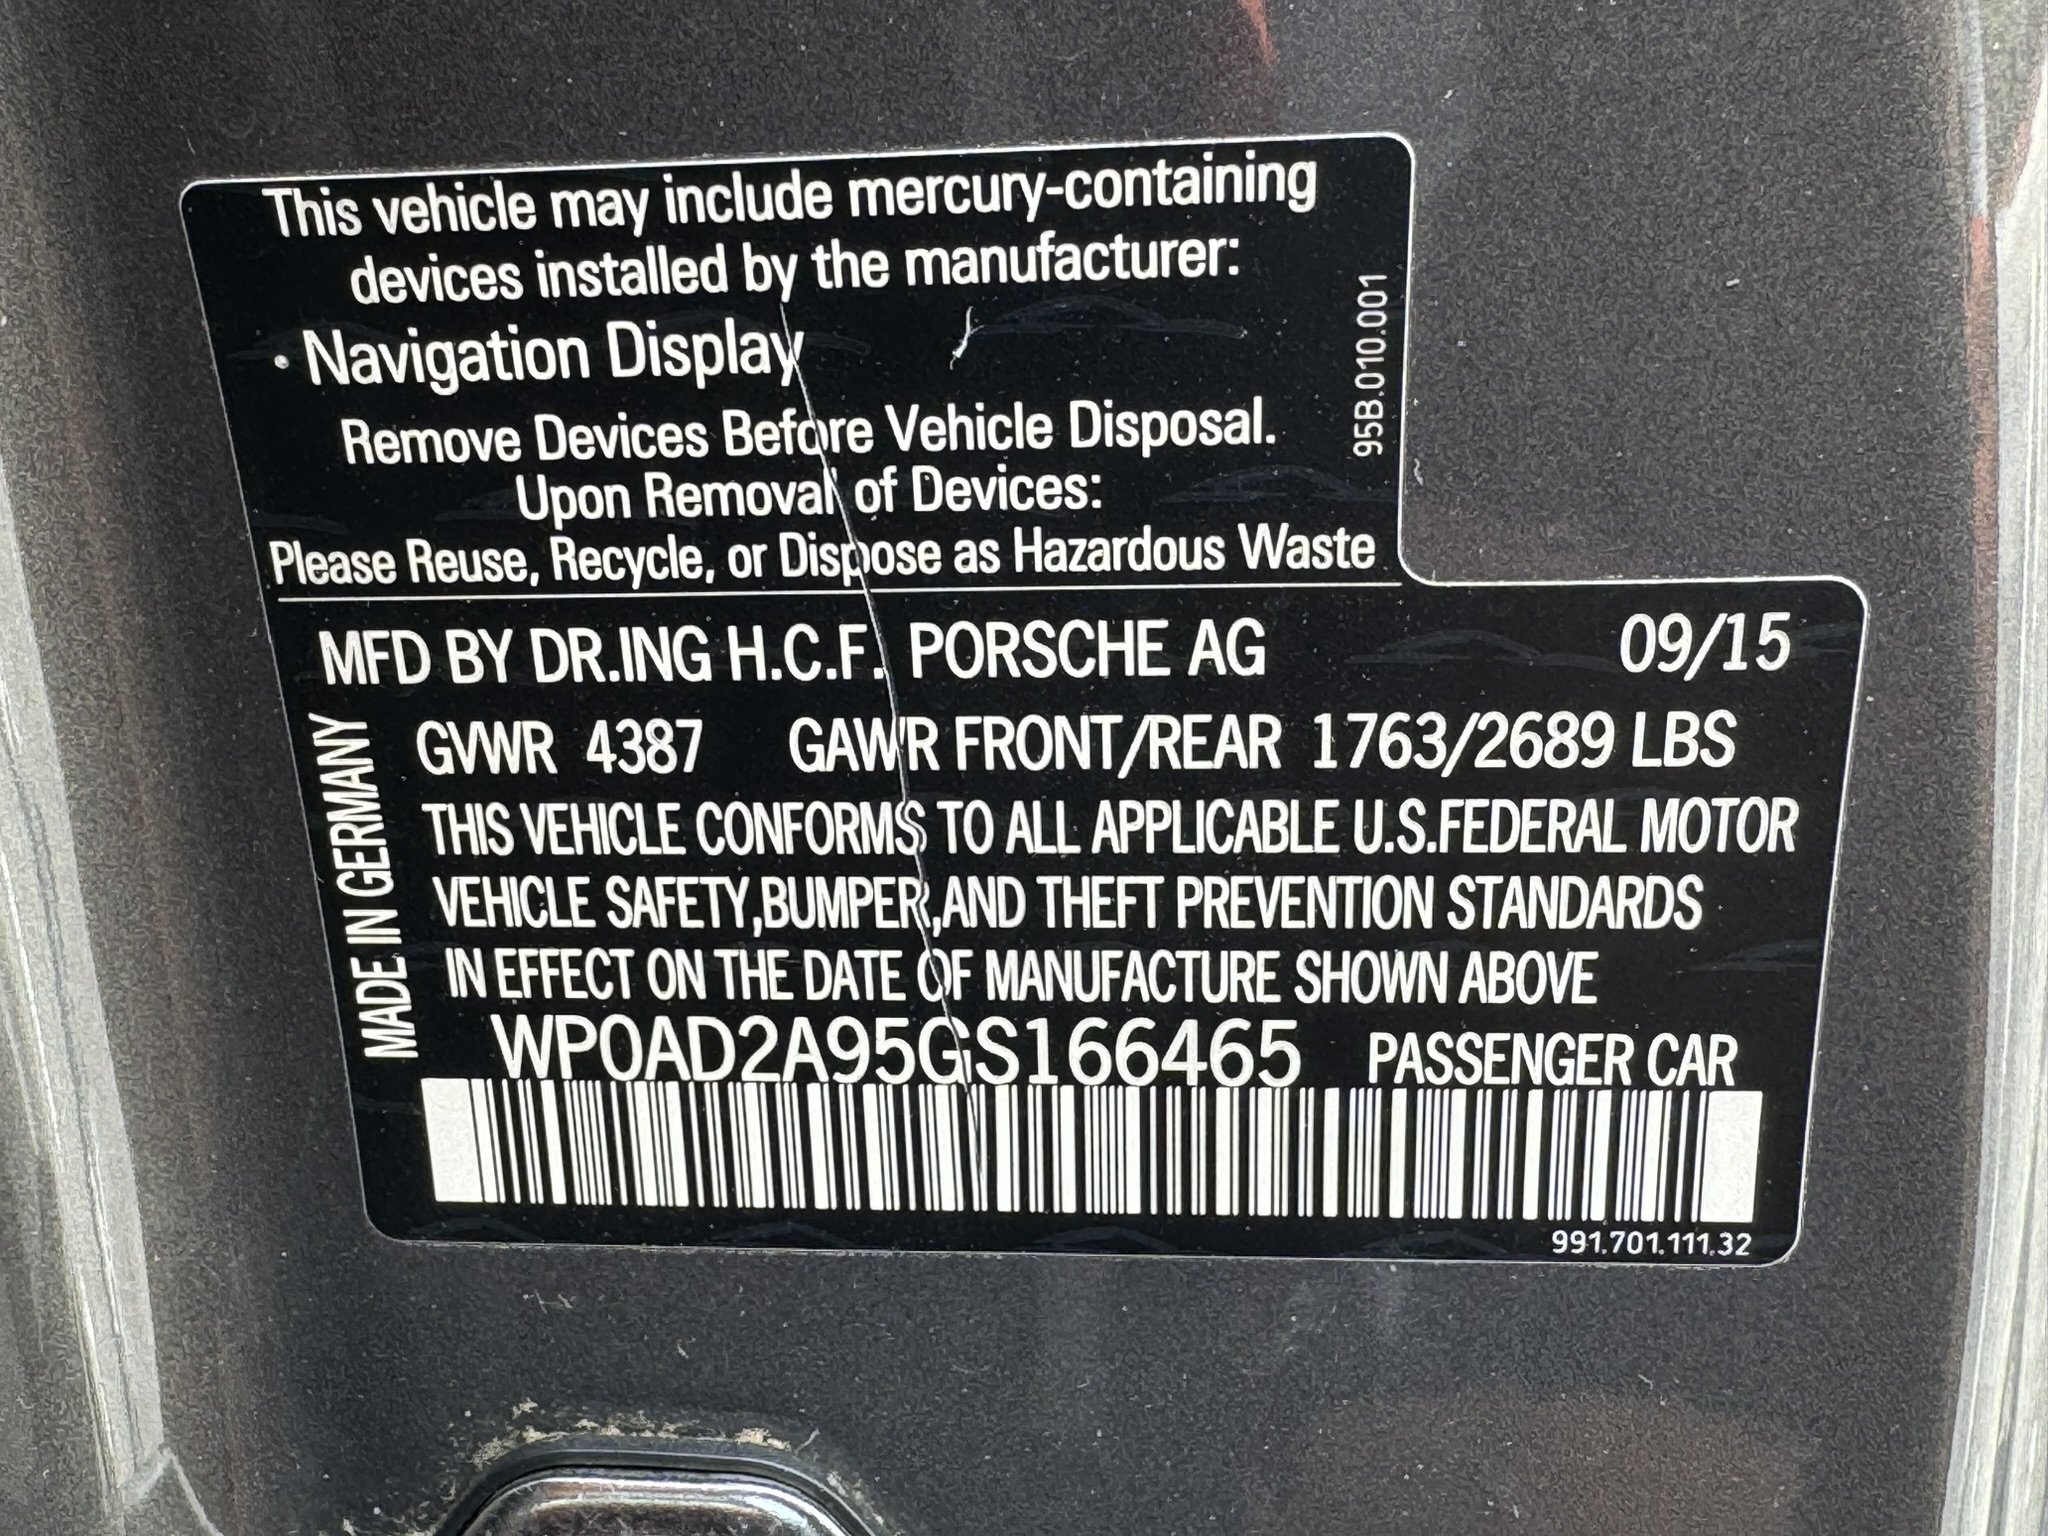 This vehicle may include mercury-containing
devices installed by the manufacturer:
· Navigation Display
Remove Devices Before Vehicle Disposal.
Upon Removal of Devices:
Please Reuse, Recycle, or Dispose as Hazardous Waste
95B.010.001
MFD BY DR.ING H.C.F. PORSCHE AG 09/15
GVWR 4387 GAWR FRONT/REAR 1763/2689 LBS
THIS VEHICLE CONFORMS TO ALL APPLICABLE U.S.FEDERAL MOTOR
VEHICLE SAFETY,BUMPER,AND THEFT PREVENTION STANDARDS
IN EFFECT ON THE DATE OF MANUFACTURE SHOWN ABOVE
MADE IN GERMANY
WP0AD2A95GS166465 PASSENGER CAR
991.701.111.32